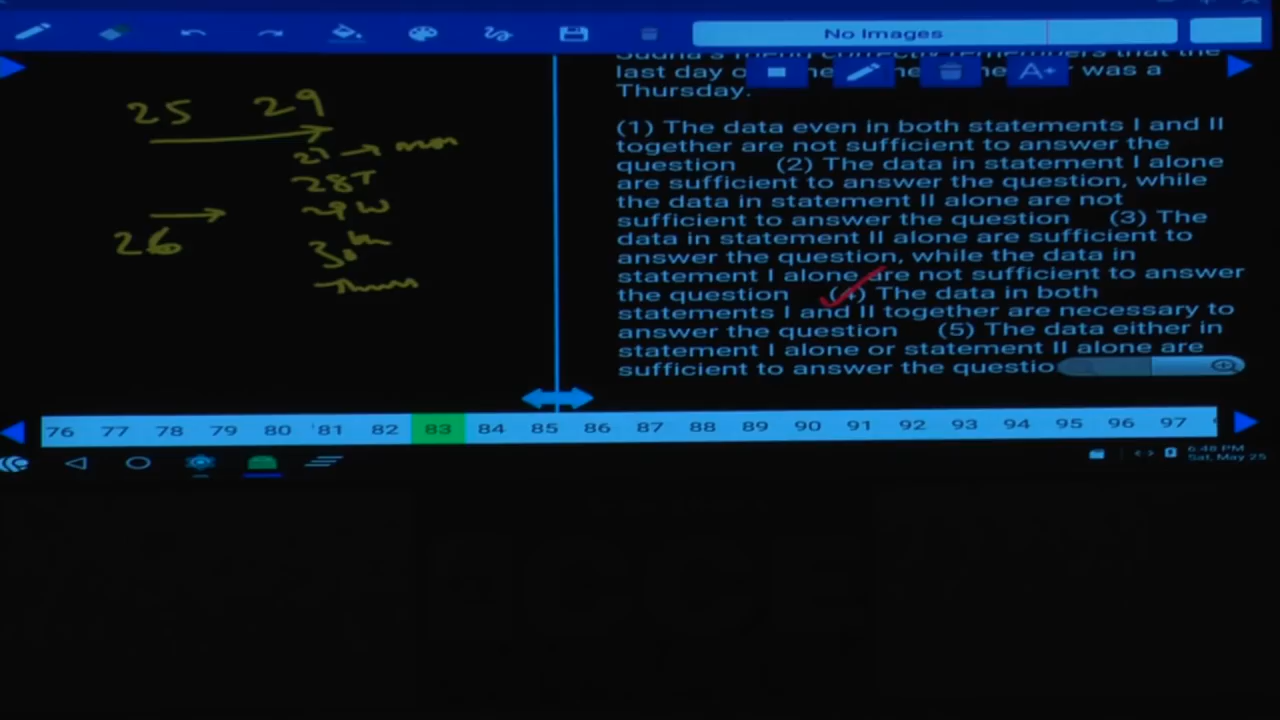 No Images
last day o
was a
Thursday.
(1) The data even in both statements I and II
together are not sufficient to answer the
question (2) The data in statement I alone
are sufficient to answer the question, while
the data in statement II alone are not
sufficient to answer the question (3) The
data in statement II alone are sufficient to
answer the question, while the data in
statement I alone are not sufficient to answer
the question (4) The data in both
statements I and II together are necessary to
answer the question (5) The data either in
statement I alone or statement II alone are
sufficient to answer the questio
A+
25 29
27 → mon
28 T
29 W
26
30th
Thurs
76 77 78 79 80 81 82 83 84 85 86 87 88 89 90 91 92 93 94 95 96 97
6:48 PM
Sat, May 25